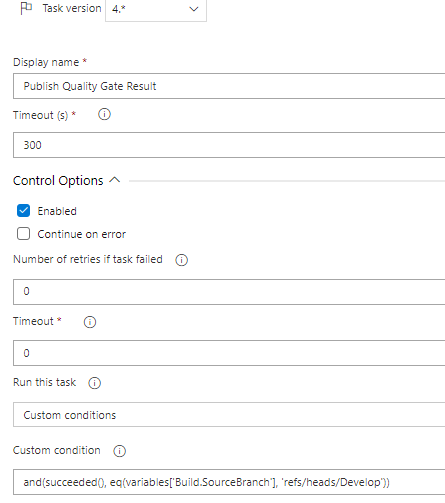 Task version 4.*
Display name *
Publish Quality Gate Result
Timeout (s) *
300
Control Options
Enabled
Continue on error
Number of retries if task failed
0
Timeout *
0
Run this task
Custom conditions
Custom condition
and(succeeded(), eq(variables['Build.SourceBranch'], 'refs/heads/Develop'))